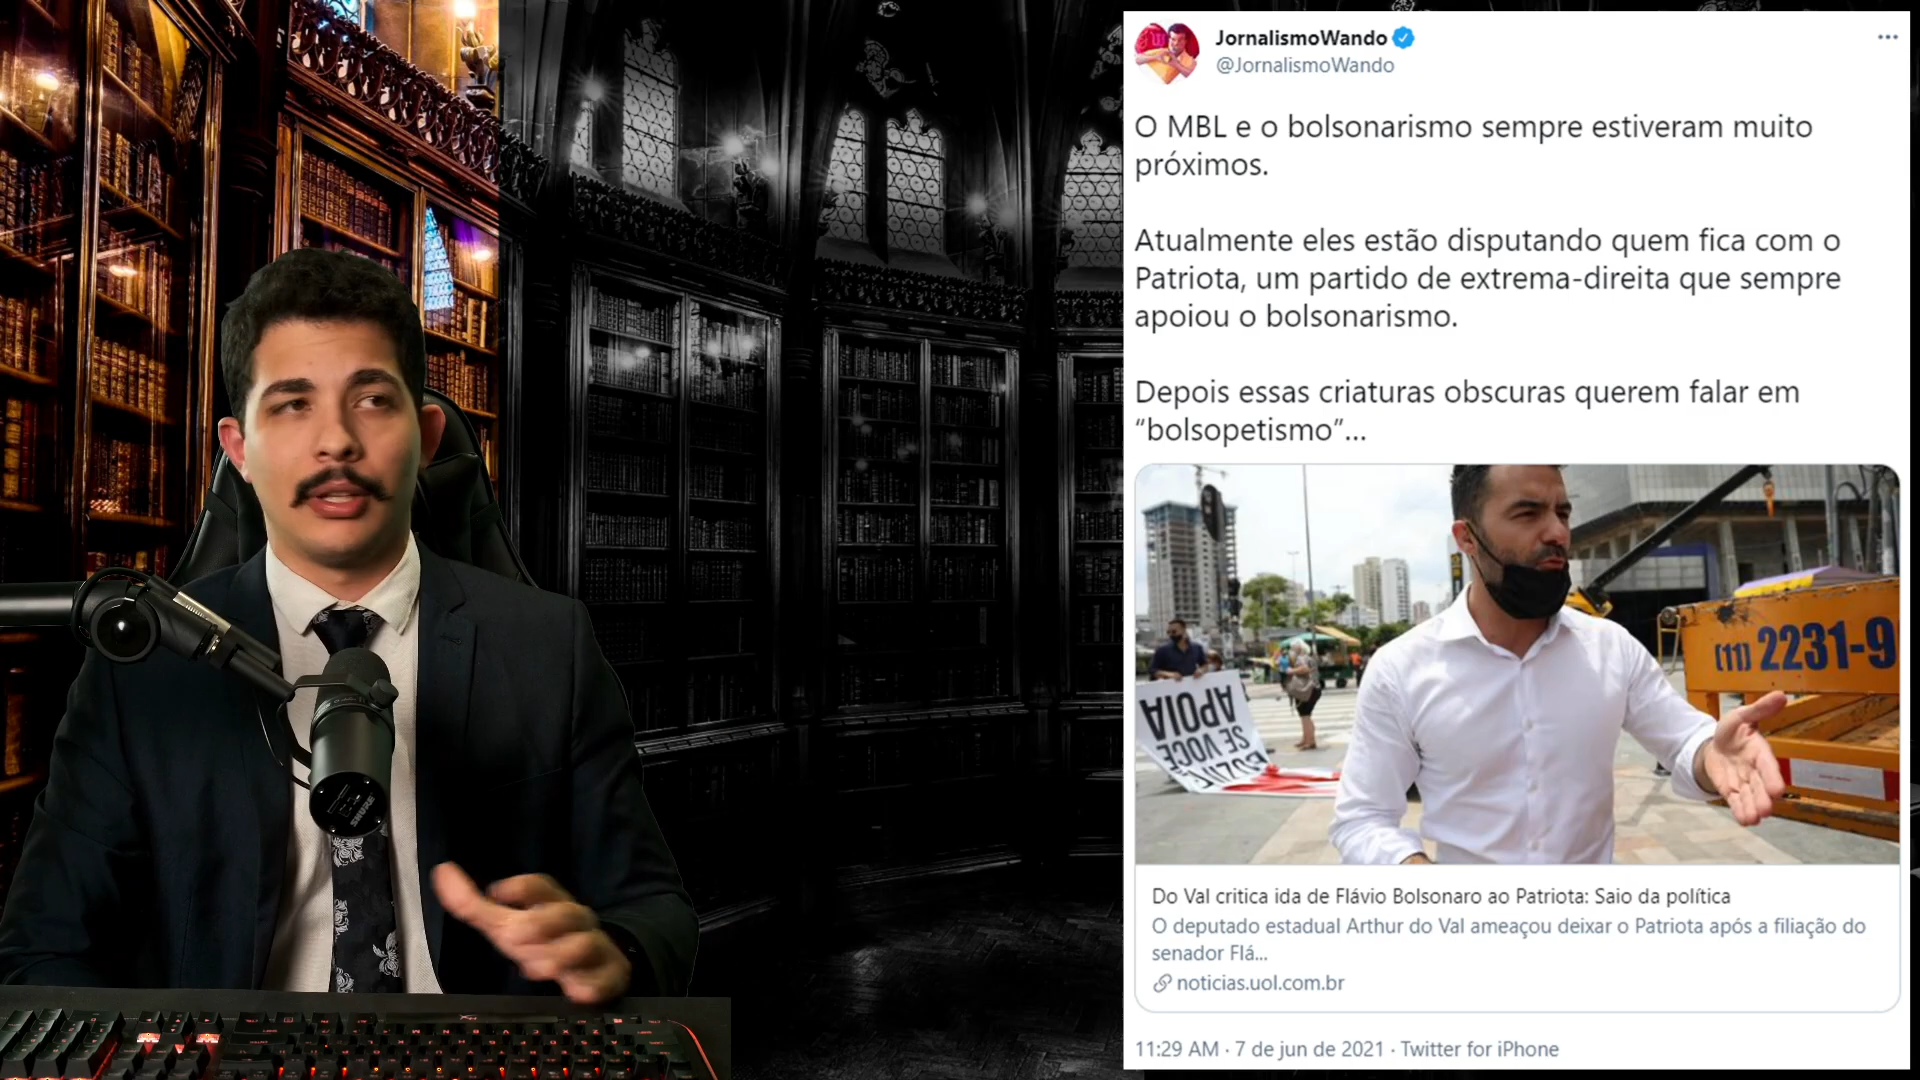 JornalismoWando
@JornalismoWando
O MBL e o bolsonarismo sempre estiveram muito
próximos.
Atualmente eles estão disputando quem fica com o
Patriota, um partido de extrema-direita que sempre
apoiou o bolsonarismo.
Depois essas criaturas obscuras querem falar em
“bolsopetismo”...
(11) 2231-9
APOIA
SE VOCÊ
Do Val critica ida de Flávio Bolsonaro ao Patriota: Saio da política
O deputado estadual Arthur do Val ameaçou deixar o Patriota após a filiação do
senador Flá...
noticias.uol.com.br
11:29 AM · 7 de jun de 2021 · Twitter for iPhone
SHURE